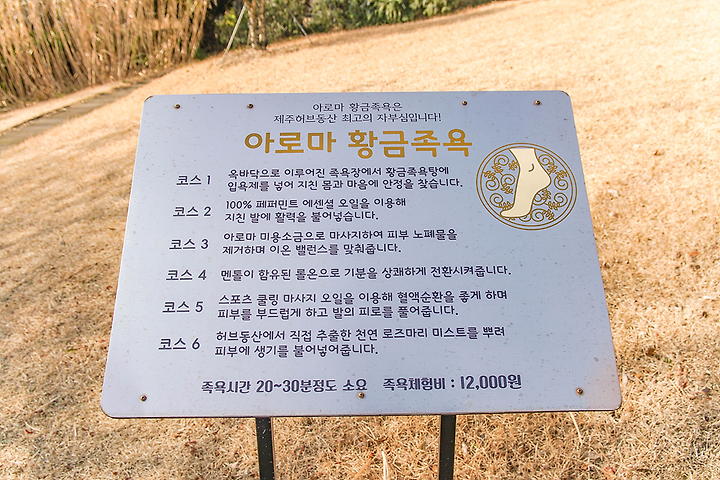 아로마 황금족욕은
제주허브동산 최고의 자부심입니다!
아로마 황금족욕
코스 1 옥바닥으로 이루어진 족욕장에서 황금족욕탕에
입욕제를 넣어 지친 몸과 마음에 안정을 찾습니다.
코스 2 100% 페퍼민트 에센셜 오일을 이용해
지친 발에 활력을 불어넣습니다.
코스 3 아로마 미용소금으로 마사지하여 피부 노폐물을
제거하며 이온 밸런스를 맞춰줍니다.
코스 4 멘톨이 함유된 롤온으로 기분을 상쾌하게 전환시켜줍니다.
코스 5 스포츠 쿨링 마사지 오일을 이용해 혈액순환을 좋게 하며
피부를 부드럽게 하고 발의 피로를 풀어줍니다.
코스 6 허브동산에서 직접 추출한 천연 로즈마리 미스트를 뿌려
피부에 생기를 불어넣어줍니다.
족욕시간 20~30분정도 소요 족욕체험비 : 12,000원